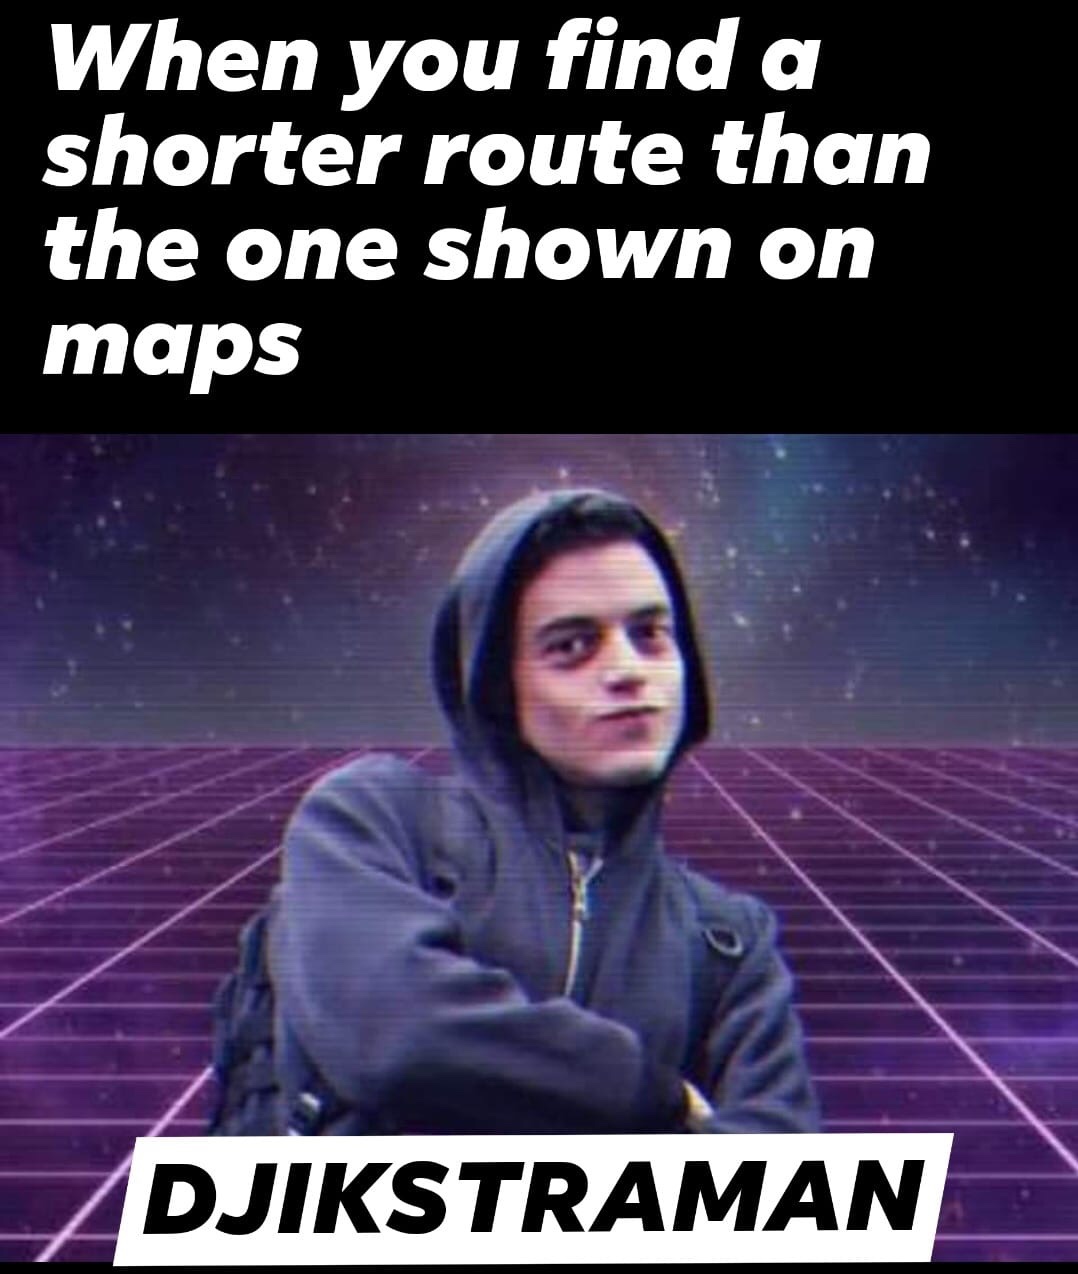 When you find a
shorter route than
the one shown on
maps
DJIKSTRAMAN